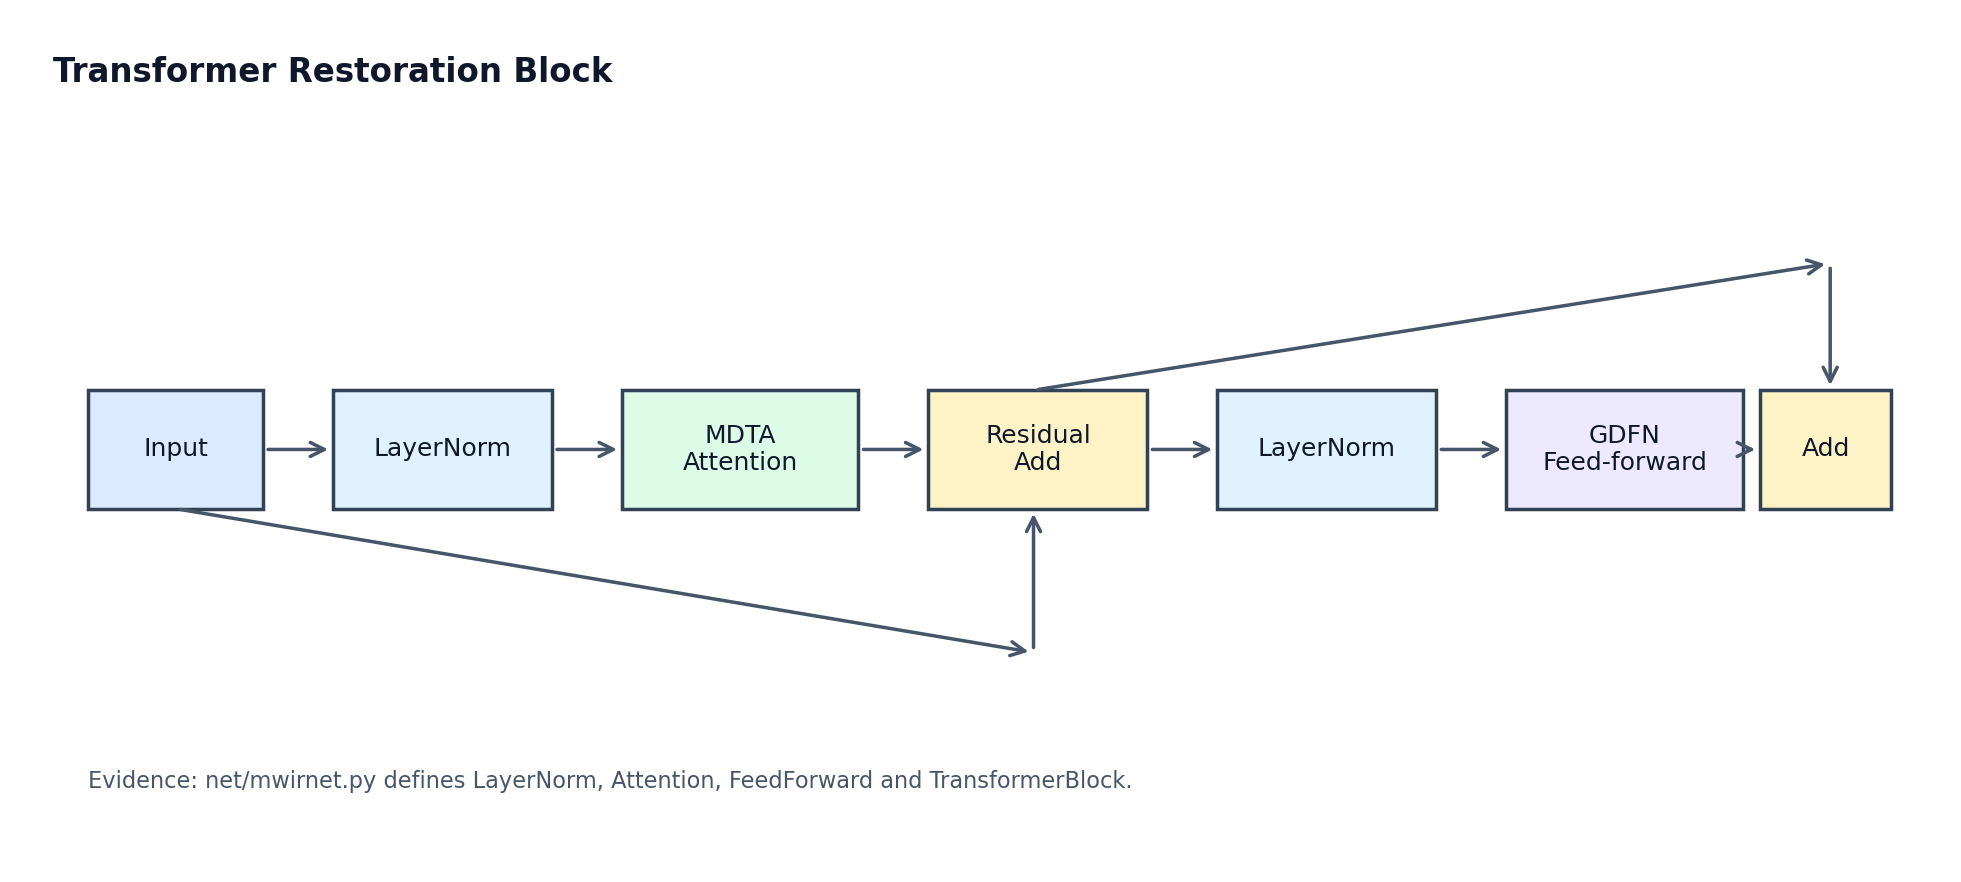 Transformer Restoration Block
Input
LayerNorm
MDTA
Attention
Residual
Add
LayerNorm
GDFN
Feed-forward
Add
Evidence: net/mwirnet.py defines LayerNorm, Attention, FeedForward and TransformerBlock.